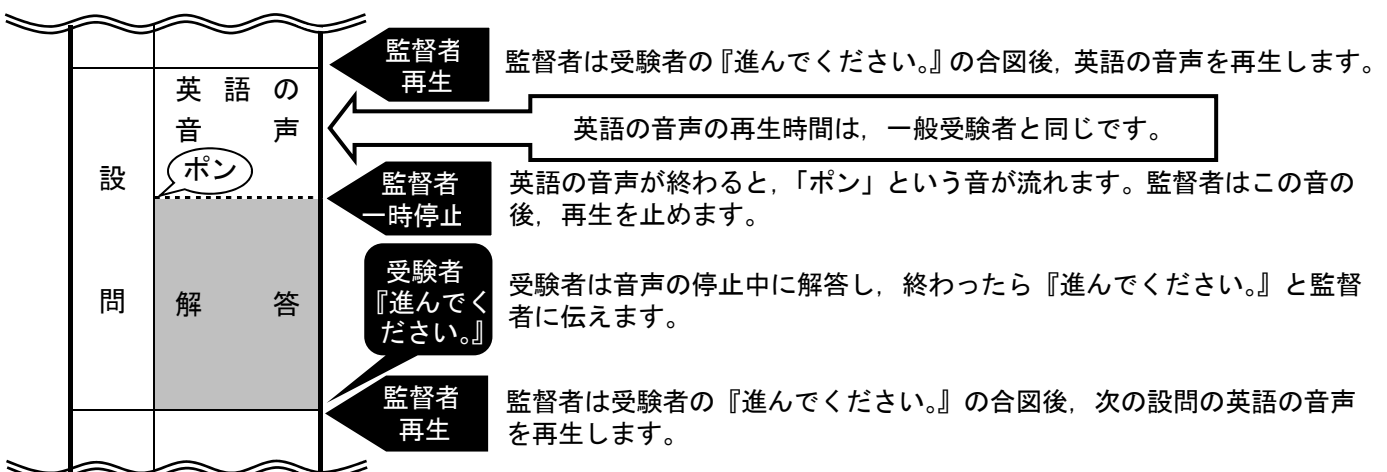 監督者
再生
監督者は受験者の『進んでください。』の合図後，英語の音声を再生します。
英語の
音声
英語の音声の再生時間は，一般受験者と同じです。
ポン
設
監督者
一時停止
英語の音声が終わると，「ポン」という音が流れます。監督者はこの音の
後，再生を止めます。
受験者
『進んでく
ださい。』
問
解答
受験者は音声の停止中に解答し，終わったら『進んでください。』と監督
者に伝えます。
監督者
再生
監督者は受験者の『進んでください。』の合図後，次の設問の英語の音声
を再生します。